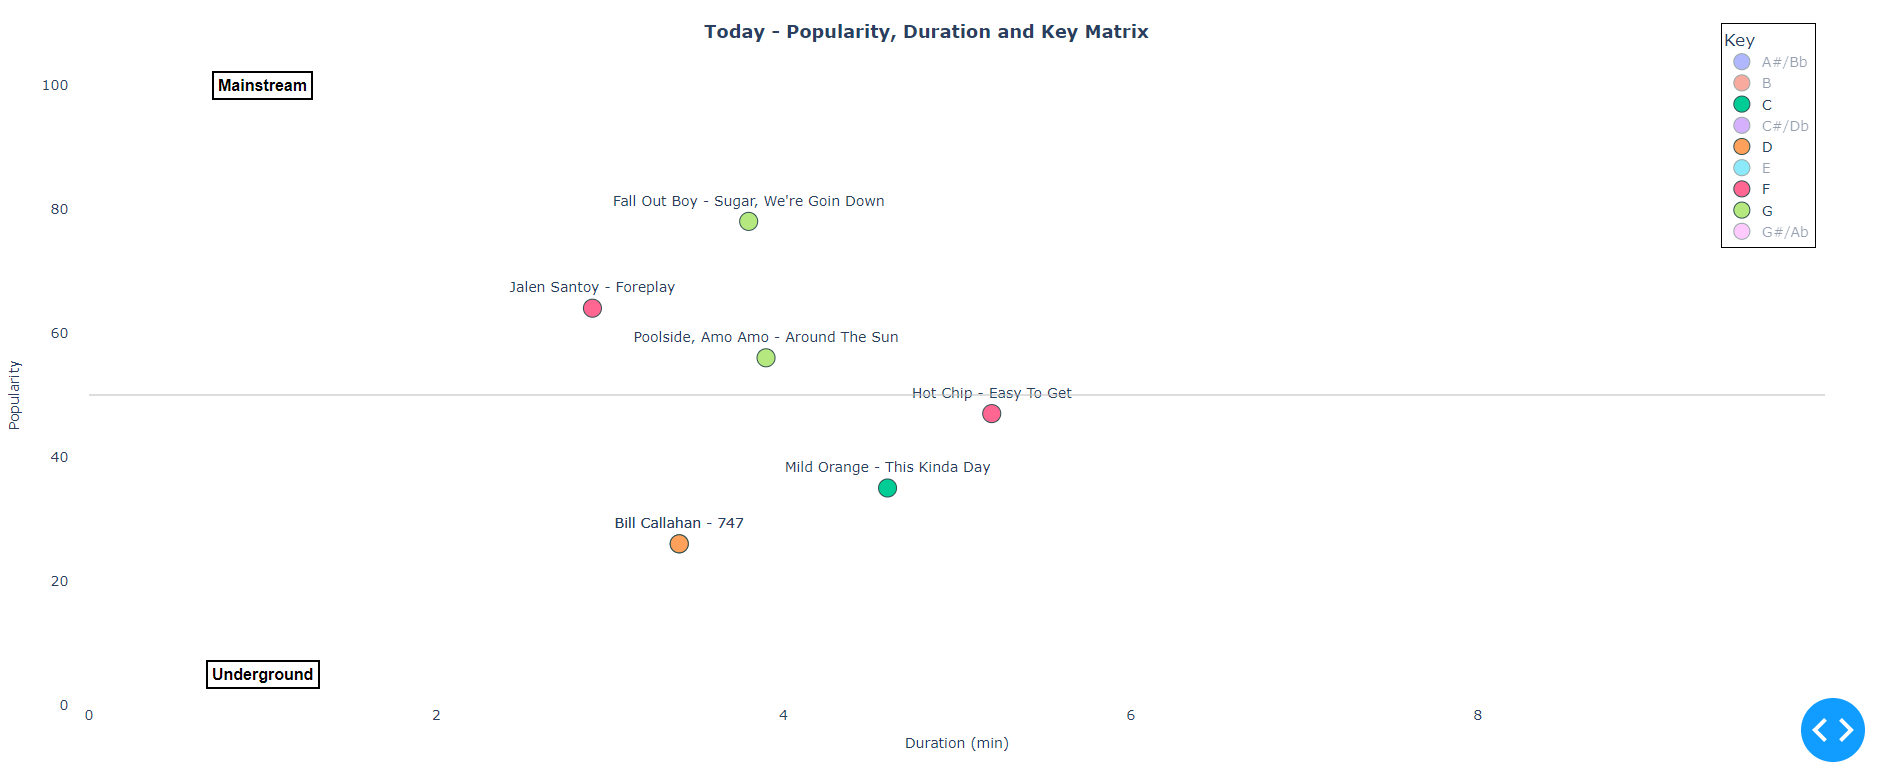 Today - Popularity, Duration and Key Matrix
Key
A#/Bb
B
C
C#/Db
D
E
F
G
G#/Ab
100
Mainstream
80
60
40
20
0
Popularity
Fall Out Boy - Sugar, We're Goin Down
Jalen Santoy - Foreplay
Poolside, Amo Amo - Around The Sun
Hot Chip - Easy To Get
Mild Orange - This Kinda Day
Bill Callahan - 747
Underground
0 2 4 6 8
Duration (min)